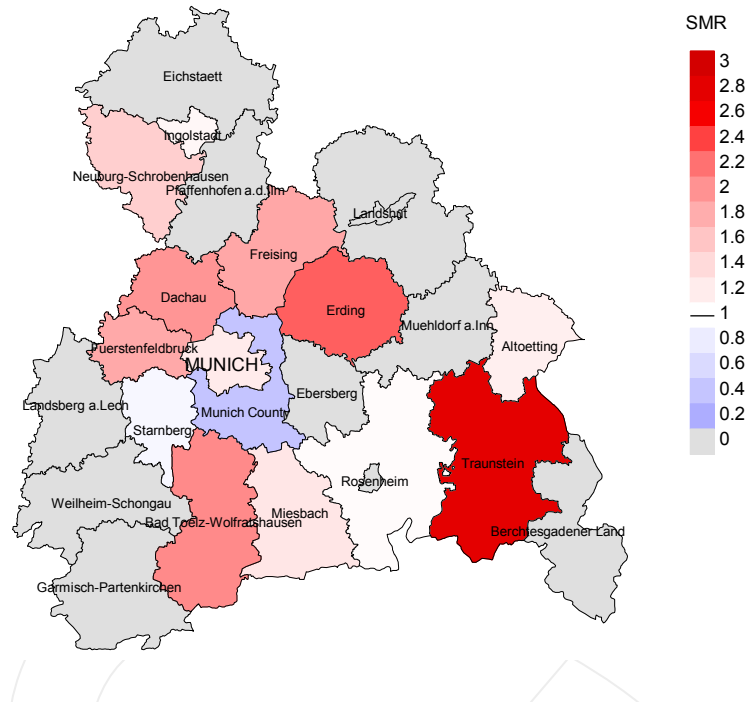 SMR
3
2.8
2.6
2.4
2.2
2
1.8
1.6
1.4
1.2
1
0.8
0.6
0.4
0.2
0
Eichstaett
Ingolstadt
Neuburg-Schrobenhausen
Pfaffenhofen a.d.Ilm
Landshut
Freising
Dachau
Erding
Muehldorf a.Inn
Altoetting
Fuerstenfeldbruck
MUNICH
Ebersberg
Landsberg a.Lech
Munich County
Starnberg
Traunstein
Rosenheim
Weilheim-Schongau
Miesbach
Bad Toelz-Wolfratshausen
Berchtesgadener Land
Garmisch-Partenkirchen